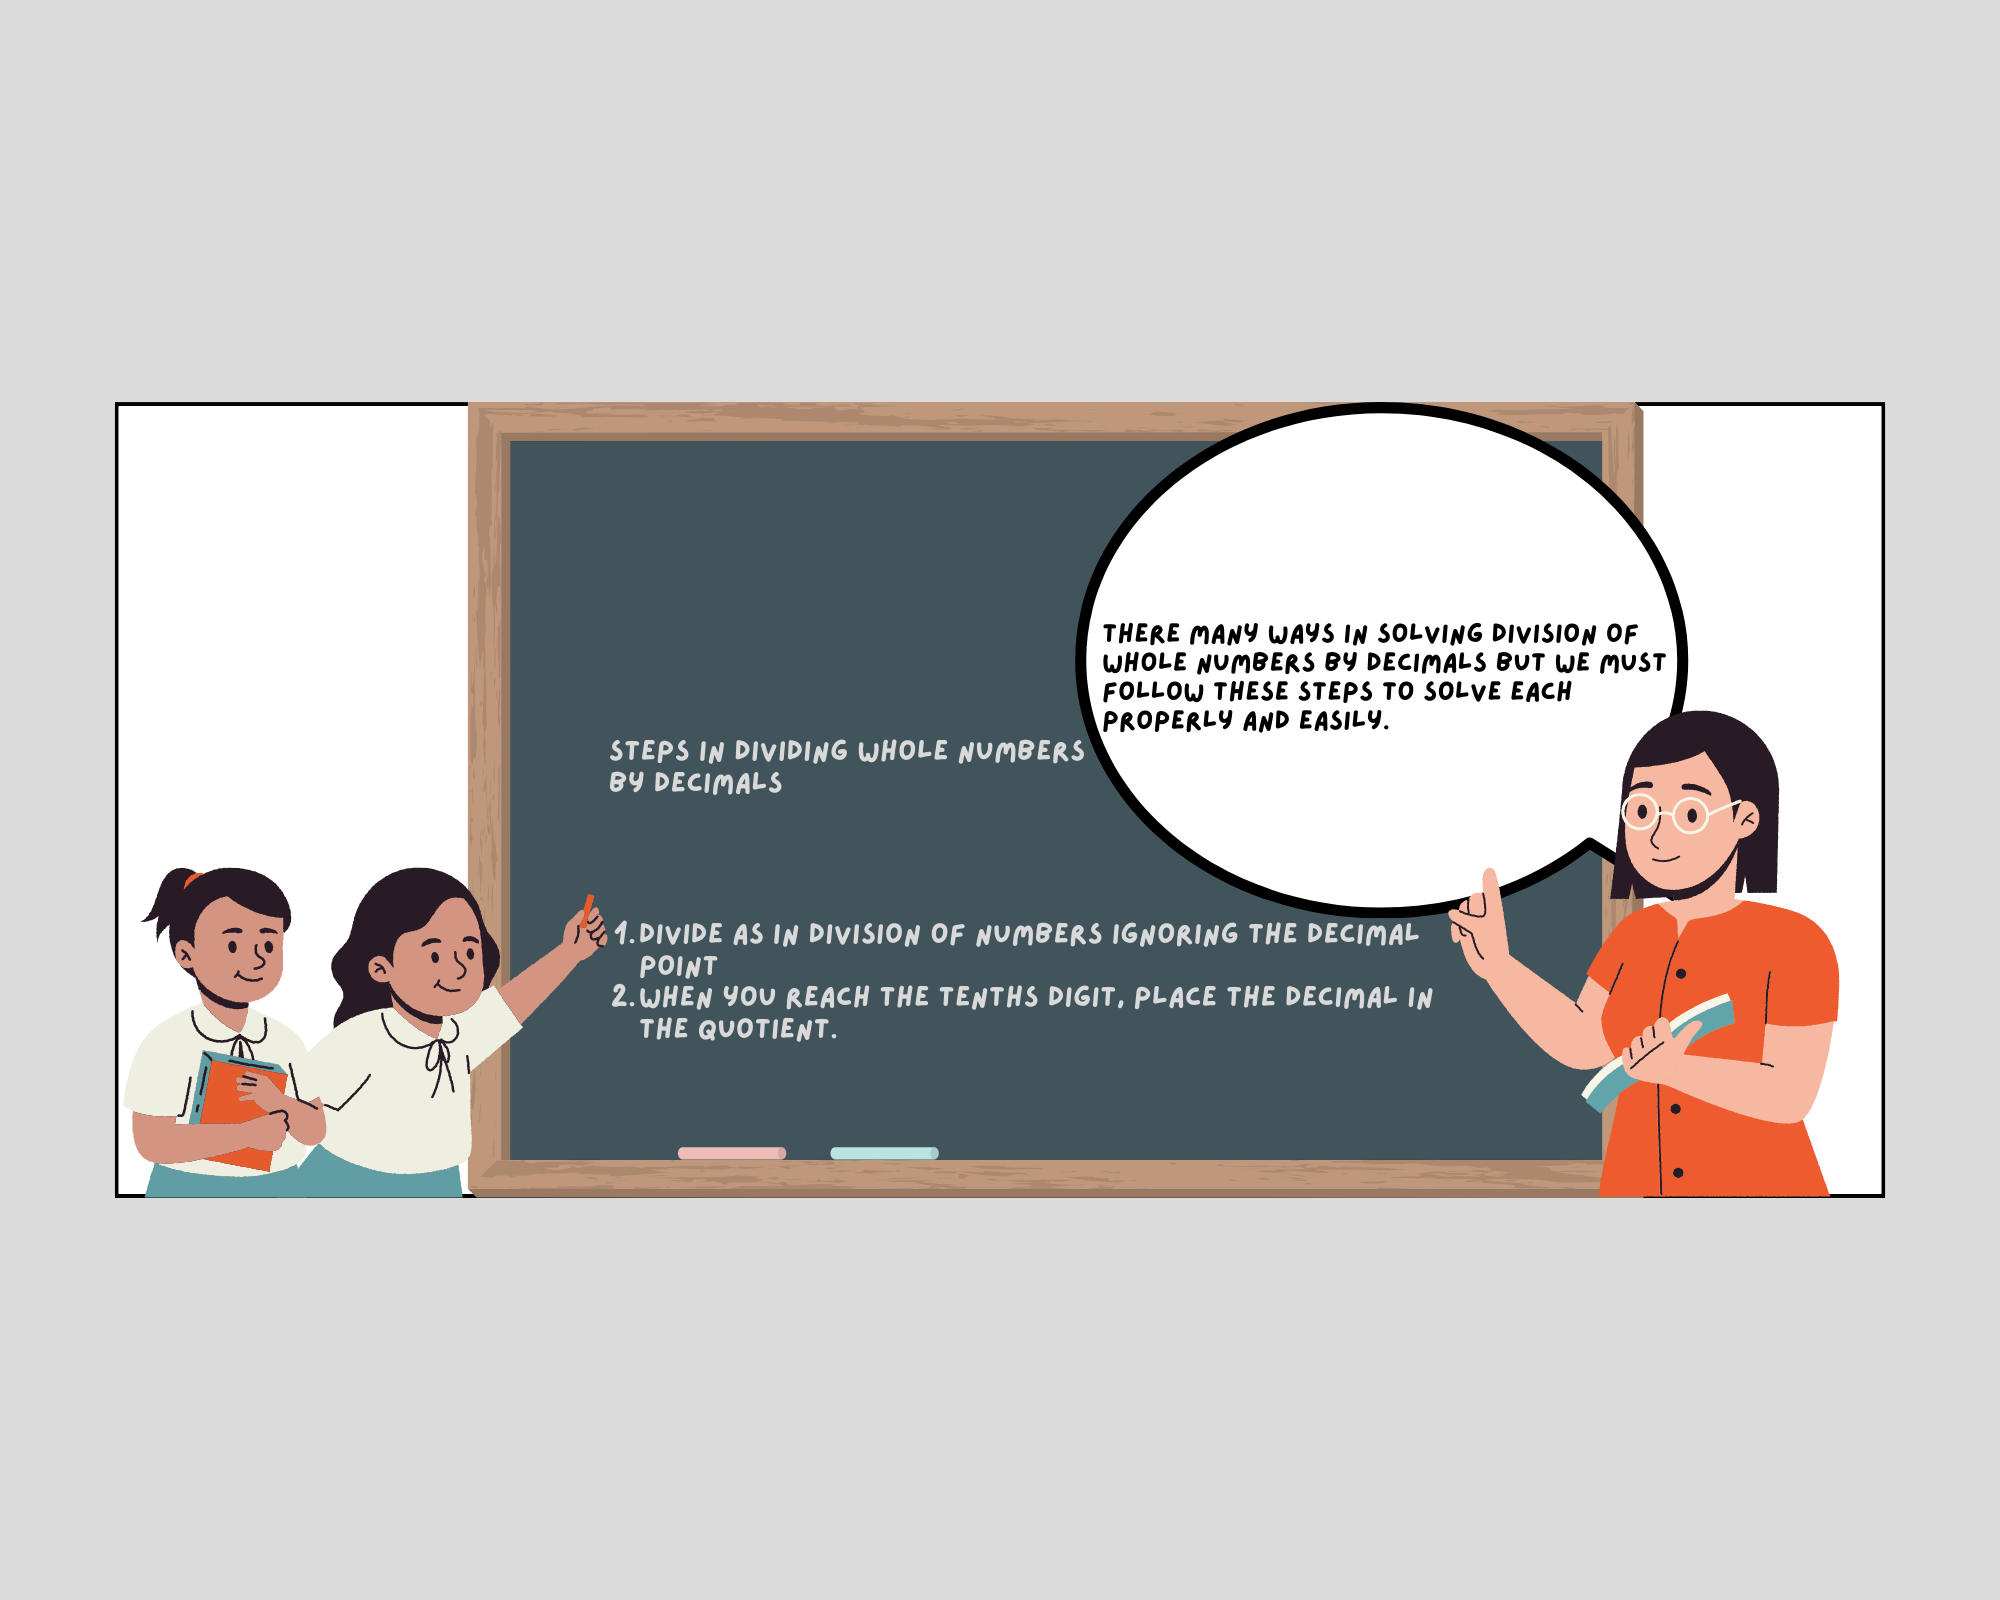 THERE MANY WAYS IN SOLVING DIVISION OF
WHOLE NUMBERS BY DECIMALS BUT WE MUST
FOLLOW THESE STEPS TO SOLVE EACH
PROPERLY AND EASILY.
STEPS IN DIVIDING WHOLE NUMBERS
BY DECIMALS
1. DIVIDE AS IN DIVISION OF NUMBERS IGNORING THE DECIMAL
POINT
2. WHEN YOU REACH THE TENTHS DIGIT, PLACE THE DECIMAL IN
THE QUOTIENT.